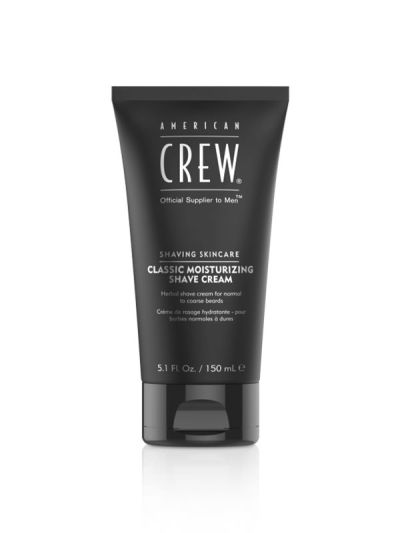 AMERICAN
CREW®
Official Supplier to Men™
SHAVING SKINCARE
CLASSIC MOISTURIZING
SHAVE CREAM
Herbal shave cream for normal
to coarse beards
Crème de rasage hydratante - pour
barbes normales à dures
5.1 Fl. Oz. / 150 mL ℮